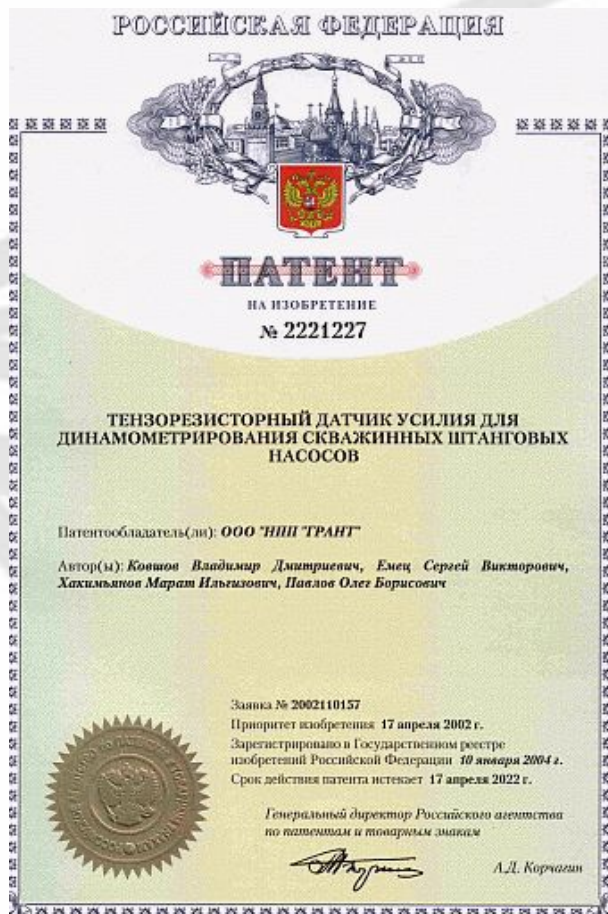 РОССИЙСКАЯ ФЕДЕРАЦИЯ
ПАТЕНТ
НА ИЗОБРЕТЕНИЕ
№ 2221227
ТЕНЗОРЕЗИСТОРНЫЙ ДАТЧИК УСИЛИЯ ДЛЯ
ДИНАМОМЕТРИРОВАНИЯ СКВАЖИННЫХ ШТАНГОВЫХ
НАСОСОВ
Патентообладатель(ли): ООО "НПП "ГРАНТ"
Автор(ы): Ковшов Владимир Дмитриевич, Емец Сергей Викторович,
Хакимьянов Марат Ильгизович, Павлов Олег Борисович
Заявка № 2002110157
Приоритет изобретения 17 апреля 2002 г.
Зарегистрировано в Государственном реестре
изобретений Российской Федерации 10 января 2004 г.
Срок действия патента истекает 17 апреля 2022 г.
Генеральный директор Российского агентства
по патентам и товарным знакам
А.Д. Корчагин